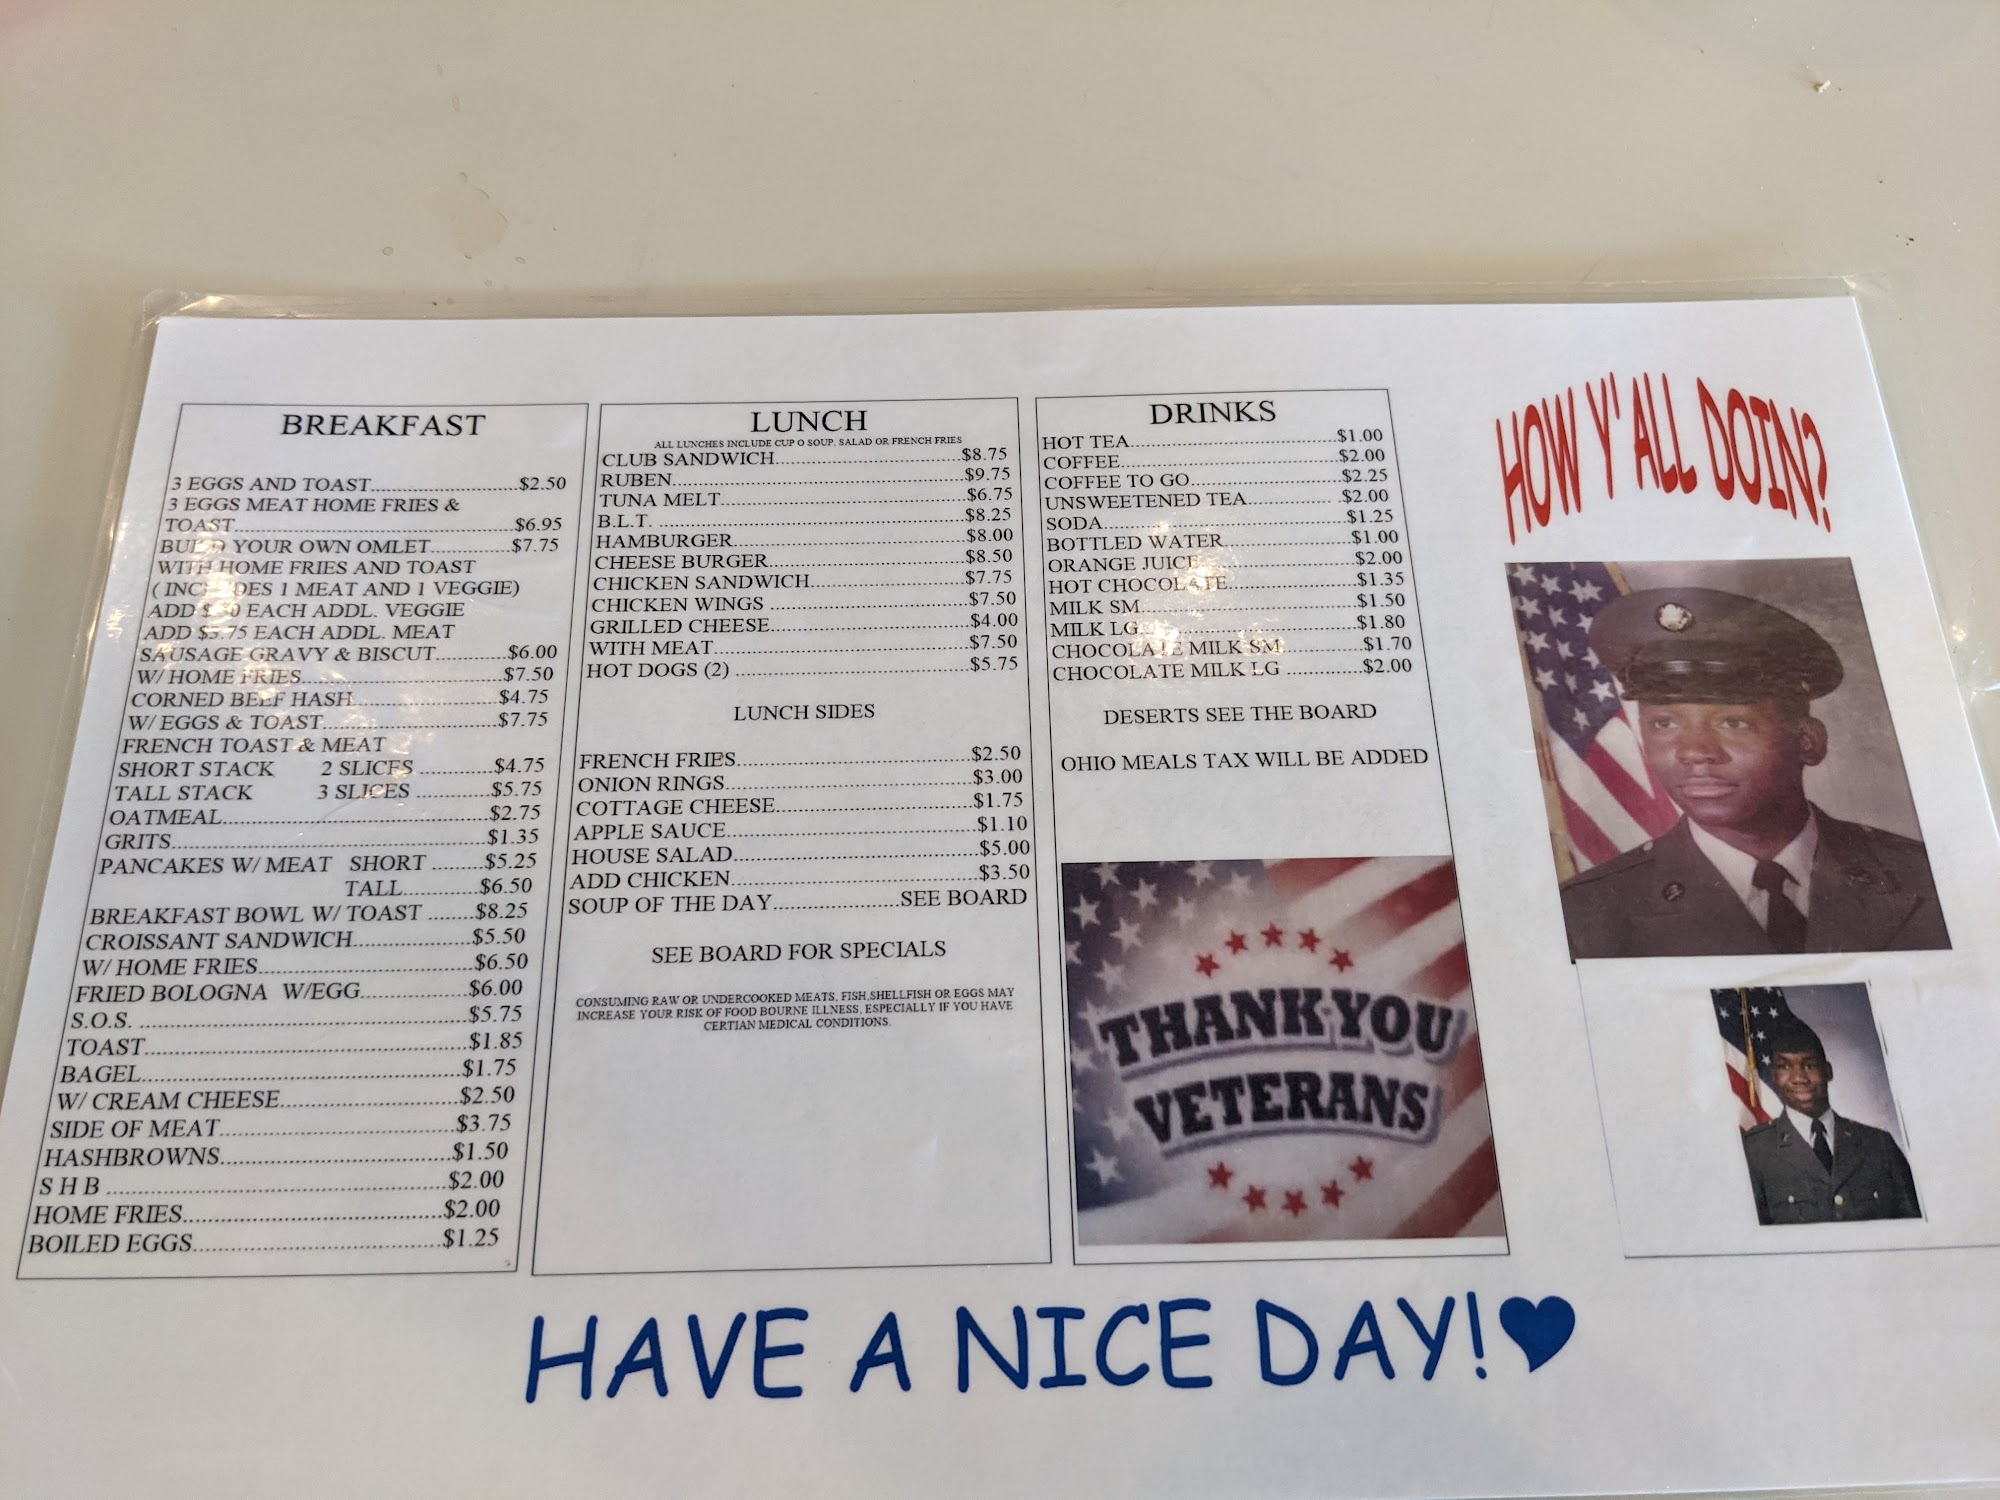 BREAKFAST
3 EGGS AND TOAST..........$2.50
3 EGGS MEAT HOME FRIES &
TOAST..........$6.95
YOUR OWN OMLET..........$7.75
WITH HOME FRIES AND TOAST
( INCLUDES 1 MEAT AND 1 VEGGIE)
ADD EACH ADDL. VEGGIE
ADD EACH ADDL. MEAT
SAUSAGE GRAVY & BISCUT..........$6.00
W/ HOME FRIES..........$7.50
CORNED BEEF HASH..........$4.75
W/ EGGS & TOAST..........$7.75
FRENCH TOAST & MEAT
SHORT STACK 2 SLICES ..........$4.75
TALL STACK 3 SLICES ..........$5.75
OATMEAL..........$2.75
GRITS..........$1.35
PANCAKES W/ MEAT SHORT ..........$5.25
TALL..........$6.50
BREAKFAST BOWL W/ TOAST ........$8.25
CROISSANT SANDWICH..........$5.50
W/ HOME FRIES..........$6.50
FRIED BOLOGNA W/EGG..........$6.00
S.O.S. ..........$5.75
TOAST..........$1.85
BAGEL..........$1.75
W/ CREAM CHEESE..........$2.50
SIDE OF MEAT..........$3.75
HASHBROWNS..........$1.50
S H B ..........$2.00
HOME FRIES..........$2.00
BOILED EGGS..........$1.25
LUNCH
ALL LUNCHES INCLUDE CUP O SOUP, SALAD OR FRENCH FRIES
CLUB SANDWICH..........$8.75
RUBEN..........$9.75
TUNA MELT..........$6.75
B.L.T. ..........$8.25
HAMBURGER..........$8.00
CHEESE BURGER..........$8.50
CHICKEN SANDWICH..........$7.75
CHICKEN WINGS ..........$7.50
GRILLED CHEESE..........$4.00
WITH MEAT..........$7.50
HOT DOGS (2) ..........$5.75
LUNCH SIDES
FRENCH FRIES..........$2.50
ONION RINGS..........$3.00
COTTAGE CHEESE..........$1.75
APPLE SAUCE..........$1.10
HOUSE SALAD..........$5.00
ADD CHICKEN..........$3.50
SOUP OF THE DAY..........SEE BOARD
SEE BOARD FOR SPECIALS
CONSUMING RAW OR UNDERCOOKED MEATS, FISH,SHELLFISH OR EGGS MAY
INCREASE YOUR RISK OF FOOD BOURNE ILLNESS, ESPECIALLY IF YOU HAVE
CERTIAN MEDICAL CONDITIONS.
DRINKS
HOT TEA..........$1.00
COFFEE..........$2.00
COFFEE TO GO..........$2.25
UNSWEETENED TEA..........$2.00
SODA..........$1.25
BOTTLED WATER..........$1.00
ORANGE JUICE..........$2.00
HOT CHOCOLATE..........$1.35
MILK SM..........$1.50
MILK LG..........$1.80
CHOCOLATE MILK SM..........$1.70
CHOCOLATE MILK LG ..........$2.00
DESERTS SEE THE BOARD
OHIO MEALS TAX WILL BE ADDED
THANK YOU
VETERANS
HOW Y'ALL DOIN?
HAVE A NICE DAY!